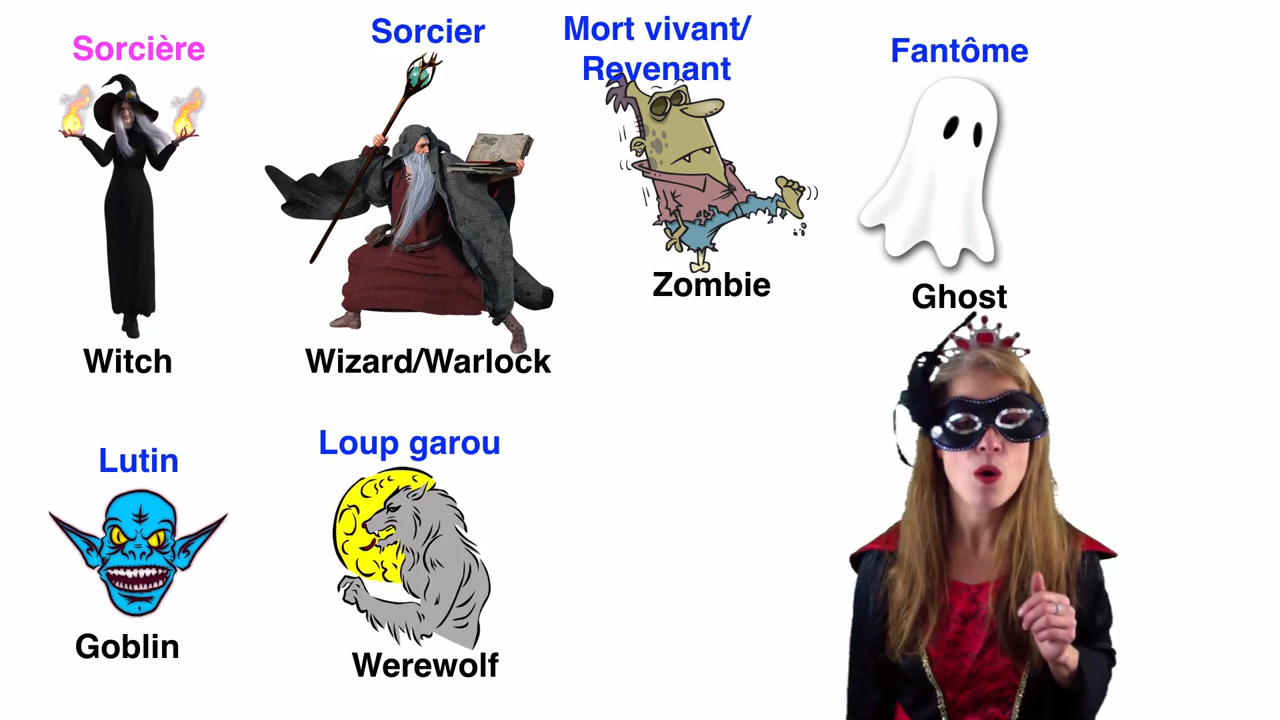 Sorcière
Witch
Sorcier
Wizard/Warlock
Mort vivant/
Revenant
Zombie
Fantôme
Ghost
Lutin
Goblin
Loup garou
Werewolf